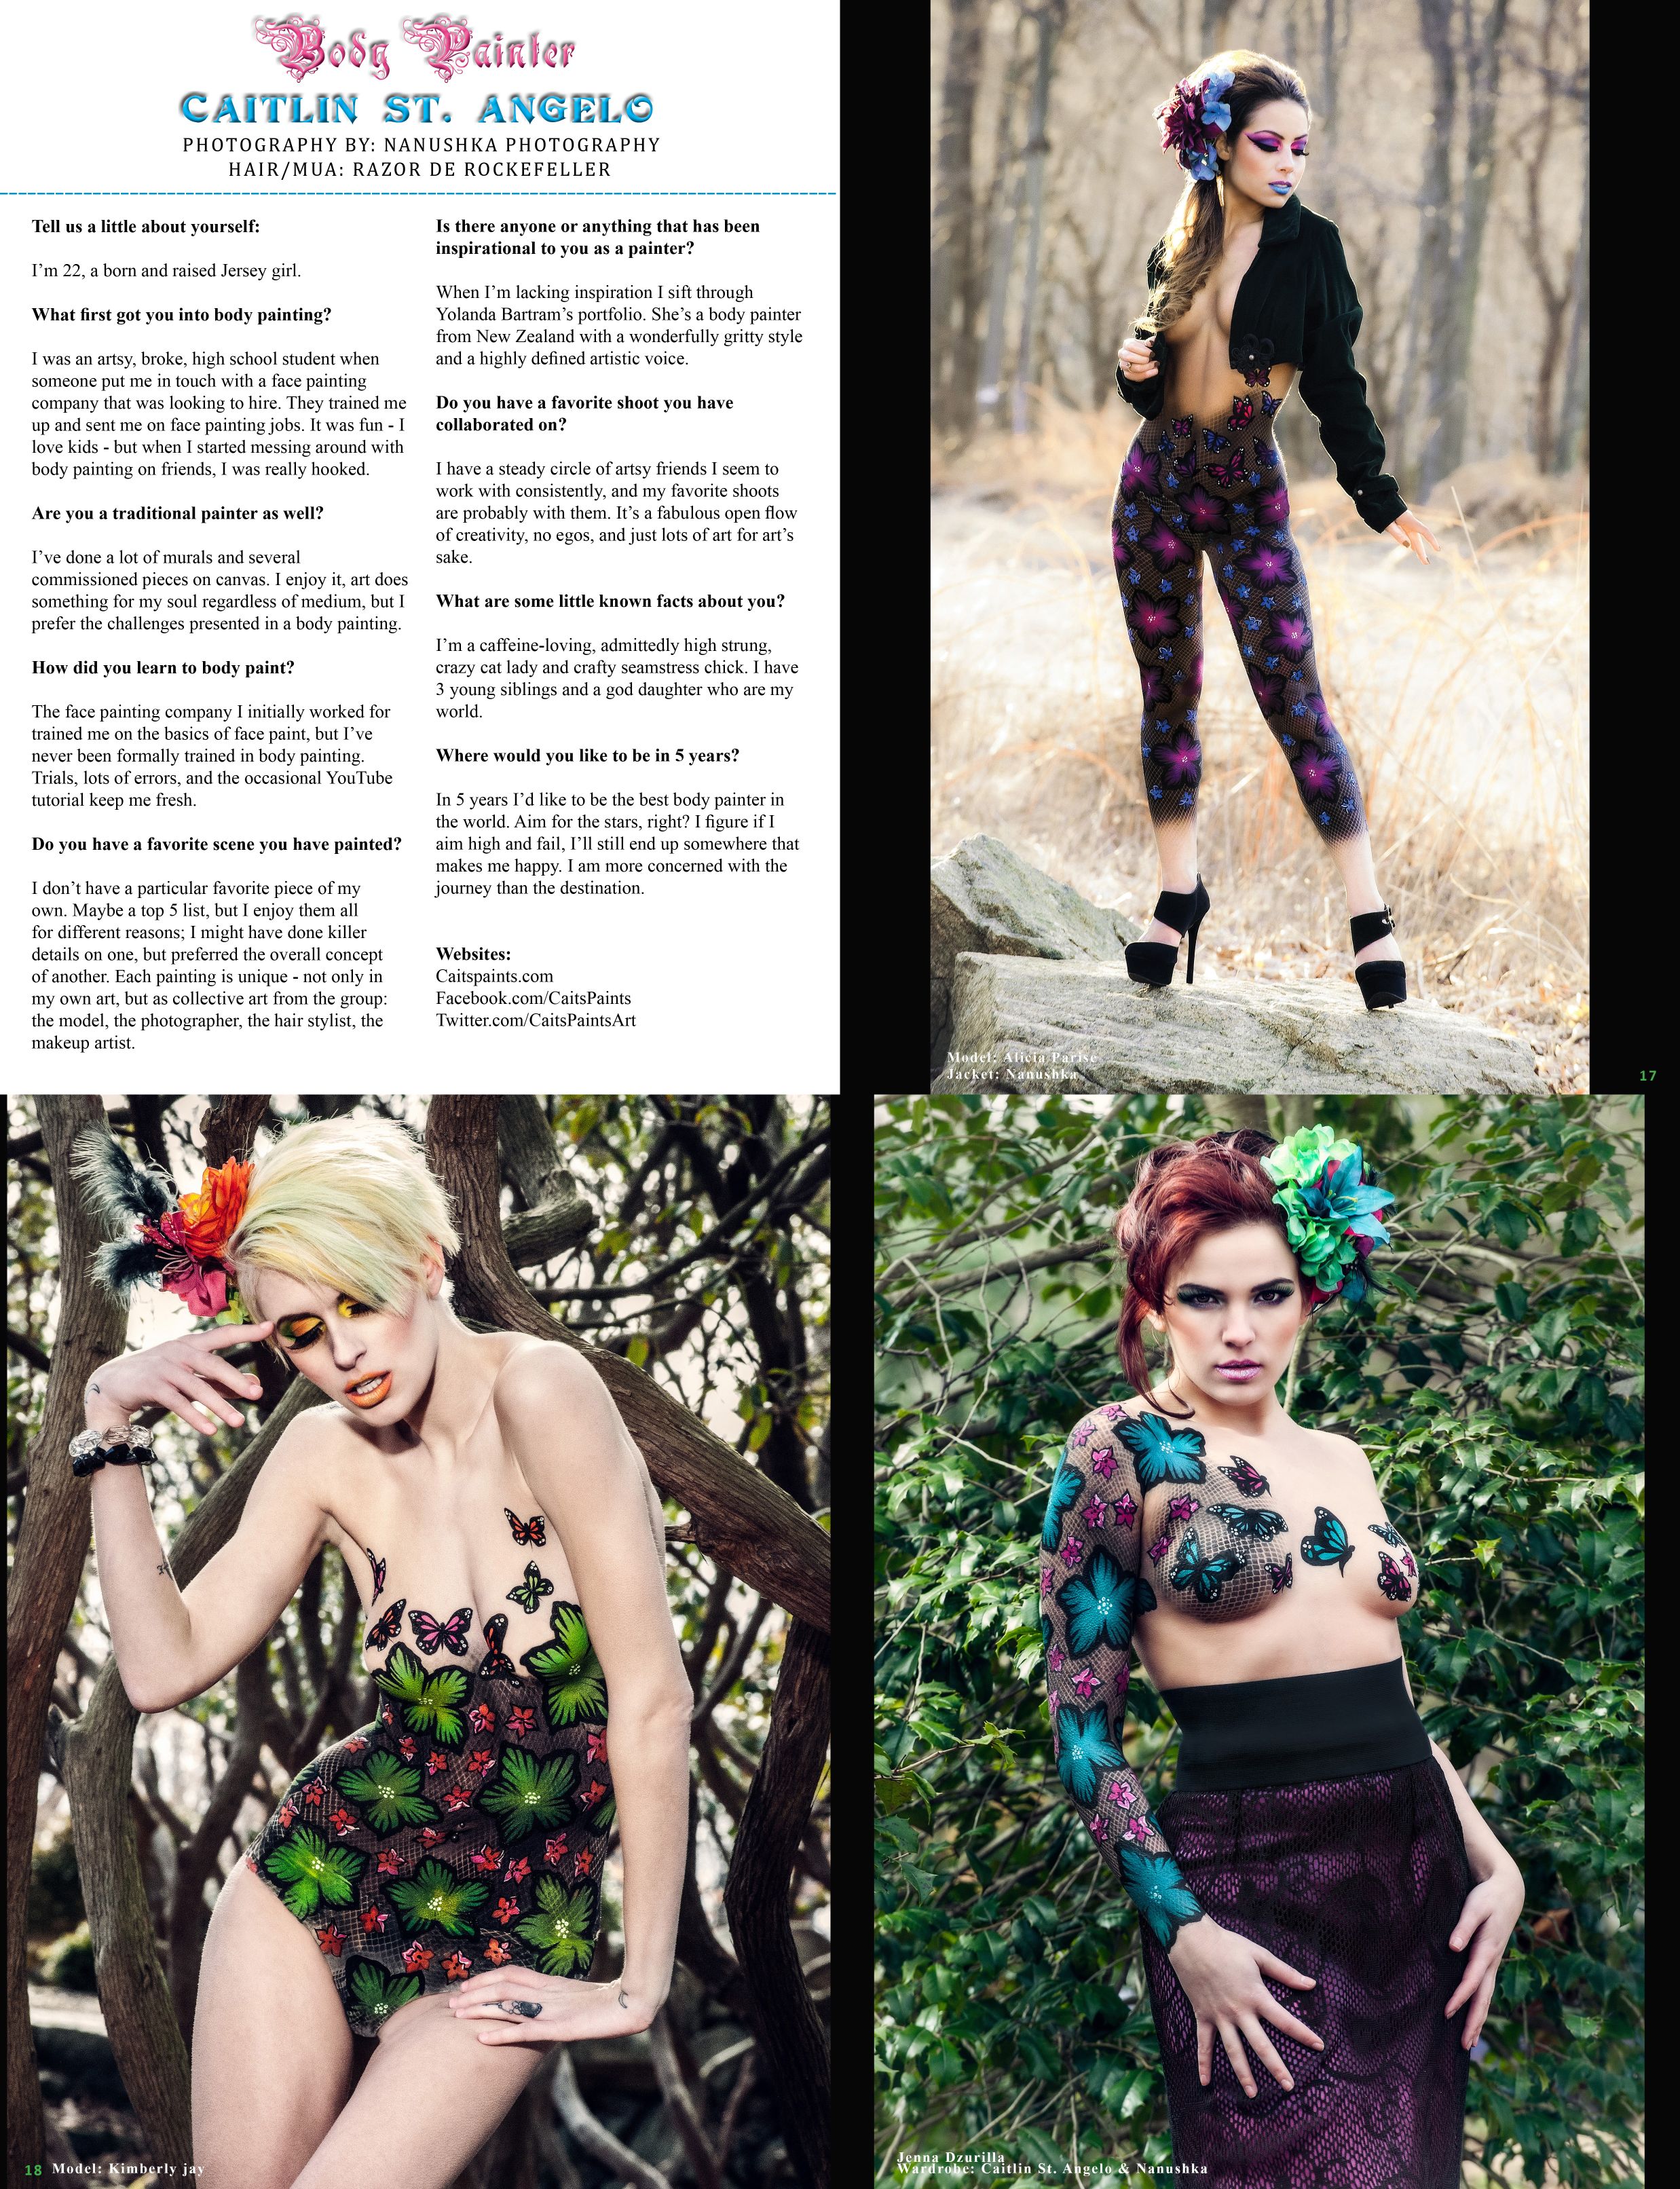 Body Painter
CAITLIN ST. ANGELO
PHOTOGRAPHY BY: NANUSHKA PHOTOGRAPHY
HAIR/MUA: RAZOR DE ROCKEFELLER
Tell us a little about yourself:
I'm 22, a born and raised Jersey girl.
What first got you into body painting?
I was an artsy, broke, high school student when
someone put me in touch with a face painting
company that was looking to hire. They trained me
up and sent me on face painting jobs. It was fun - I
love kids - but when I started messing around with
body painting on friends, I was really hooked.
Are you a traditional painter as well?
I've done a lot of murals and several
commissioned pieces on canvas. I enjoy it, art does
something for my soul regardless of medium, but I
prefer the challenges presented in a body painting.
How did you learn to body paint?
The face painting company I initially worked for
trained me on the basics of face paint, but I've
never been formally trained in body painting.
Trials, lots of errors, and the occasional YouTube
tutorial keep me fresh.
Do you have a favorite scene you have painted?
I don't have a particular favorite piece of my
own. Maybe a top 5 list, but I enjoy them all
for different reasons; I might have done killer
details on one, but preferred the overall concept
of another. Each painting is unique - not only in
my own art, but as collective art from the group:
the model, the photographer, the hair stylist, the
makeup artist.
Is there anyone or anything that has been
inspirational to you as a painter?
When I'm lacking inspiration I sift through
Yolanda Bartram's portfolio. She's a body painter
from New Zealand with a wonderfully gritty style
and a highly defined artistic voice.
Do you have a favorite shoot you have
collaborated on?
I have a steady circle of artsy friends I seem to
work with consistently, and my favorite shoots
are probably with them. It's a fabulous open flow
of creativity, no egos, and just lots of art for art's
sake.
What are some little known facts about you?
I'm a caffeine-loving, admittedly high strung,
crazy cat lady and crafty seamstress chick. I have
3 young siblings and a god daughter who are my
world.
Where would you like to be in 5 years?
In 5 years I'd like to be the best body painter in
the world. Aim for the stars, right? I figure if I
aim high and fail, I'll still end up somewhere that
makes me happy. I am more concerned with the
journey than the destination.
Websites:
Caitspaints.com
Facebook.com/CaitsPaints
Twitter.com/CaitsPaintsArt
Model: Alicia Parise
Jacket: Nanushka
17
18 Model: Kimberly jay
Jenna Dzurilla
Wardrobe: Caitlin St. Angelo & Nanushka